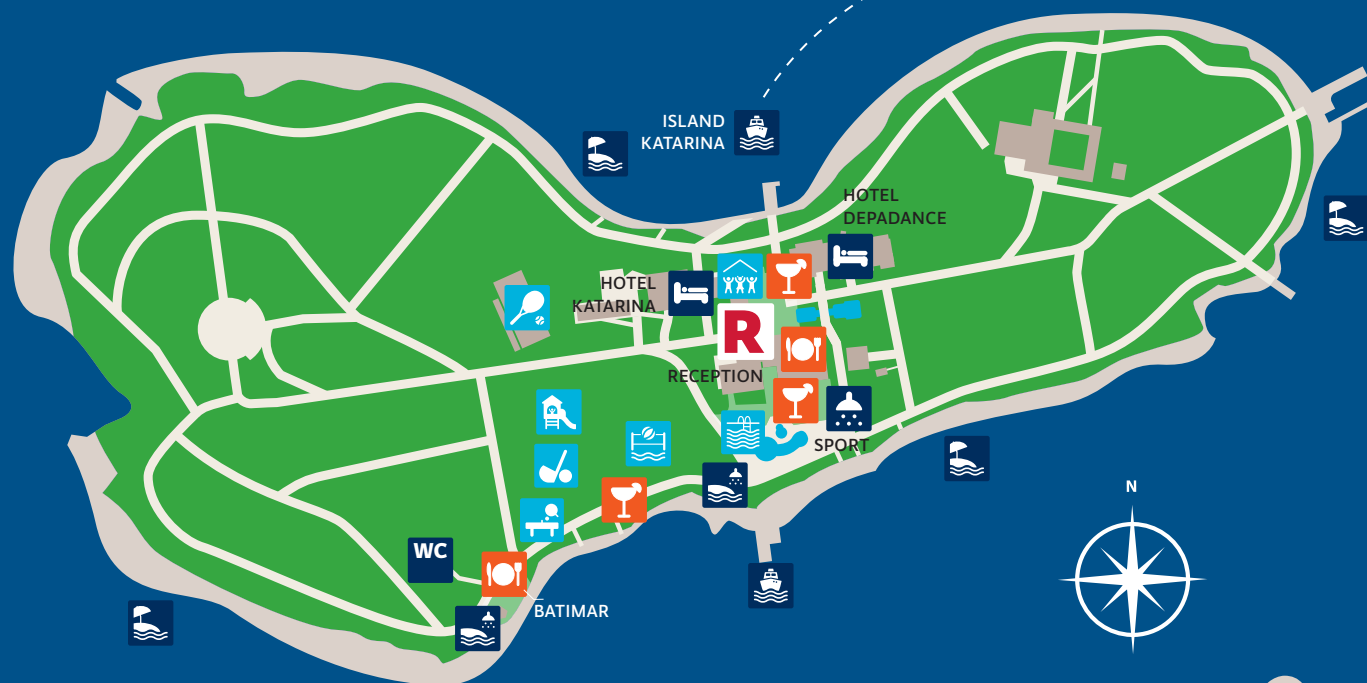 ISLAND
KATARINA
HOTEL
DEPADANCE
HOTEL
KATARINA
R
RECEPTION
SPORT
N
WC
BATIMAR